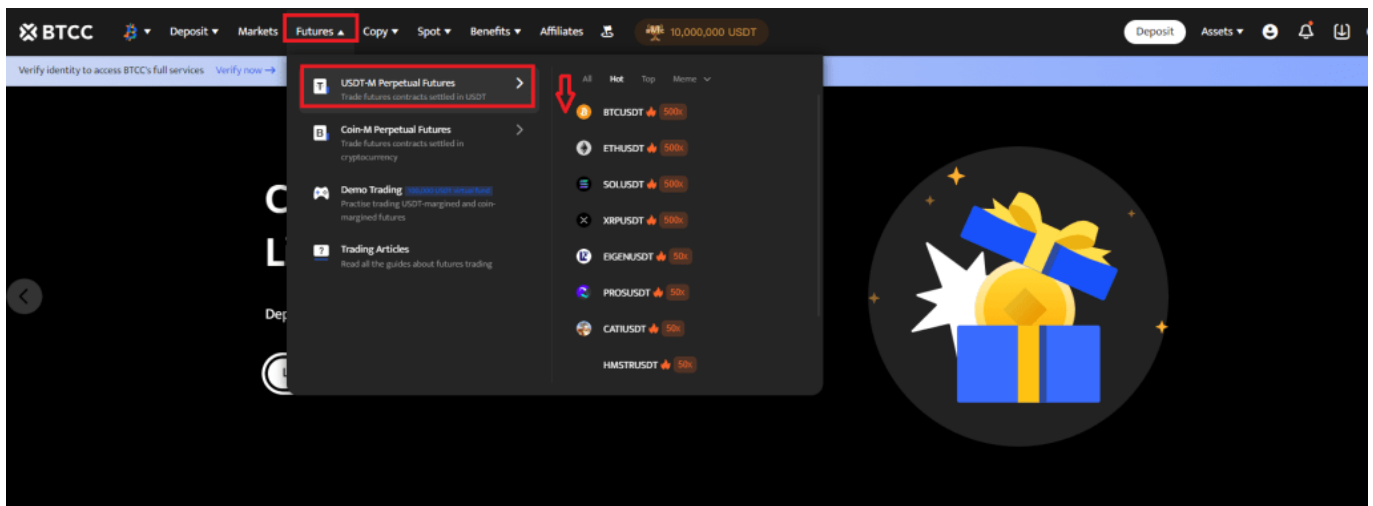 BTCC
Deposit
Markets
Futures
Copy
Spot
Benefits
Affiliates
10,000,000 USDT
Deposit
Assets
Verify identity to access BTCC's full services Verify now →
USDT-M Perpetual Futures
Trade futures contracts settled in USDT
Coin-M Perpetual Futures
Trade futures contracts settled in
cryptocurrency
Demo Trading
Practise trading USDT-margined and coin-
margined futures
Trading Articles
Read all the guides about futures trading
All Hot Top Meme
BTCUSDT 500x
ETHUSDT 500x
SOLUSDT 500x
XRPUSDT 500x
EIGENUSDT 50x
PROSUSDT 50x
CATIUSDT 50x
HMSTRUSDT 50x
C
Li
Dep
L